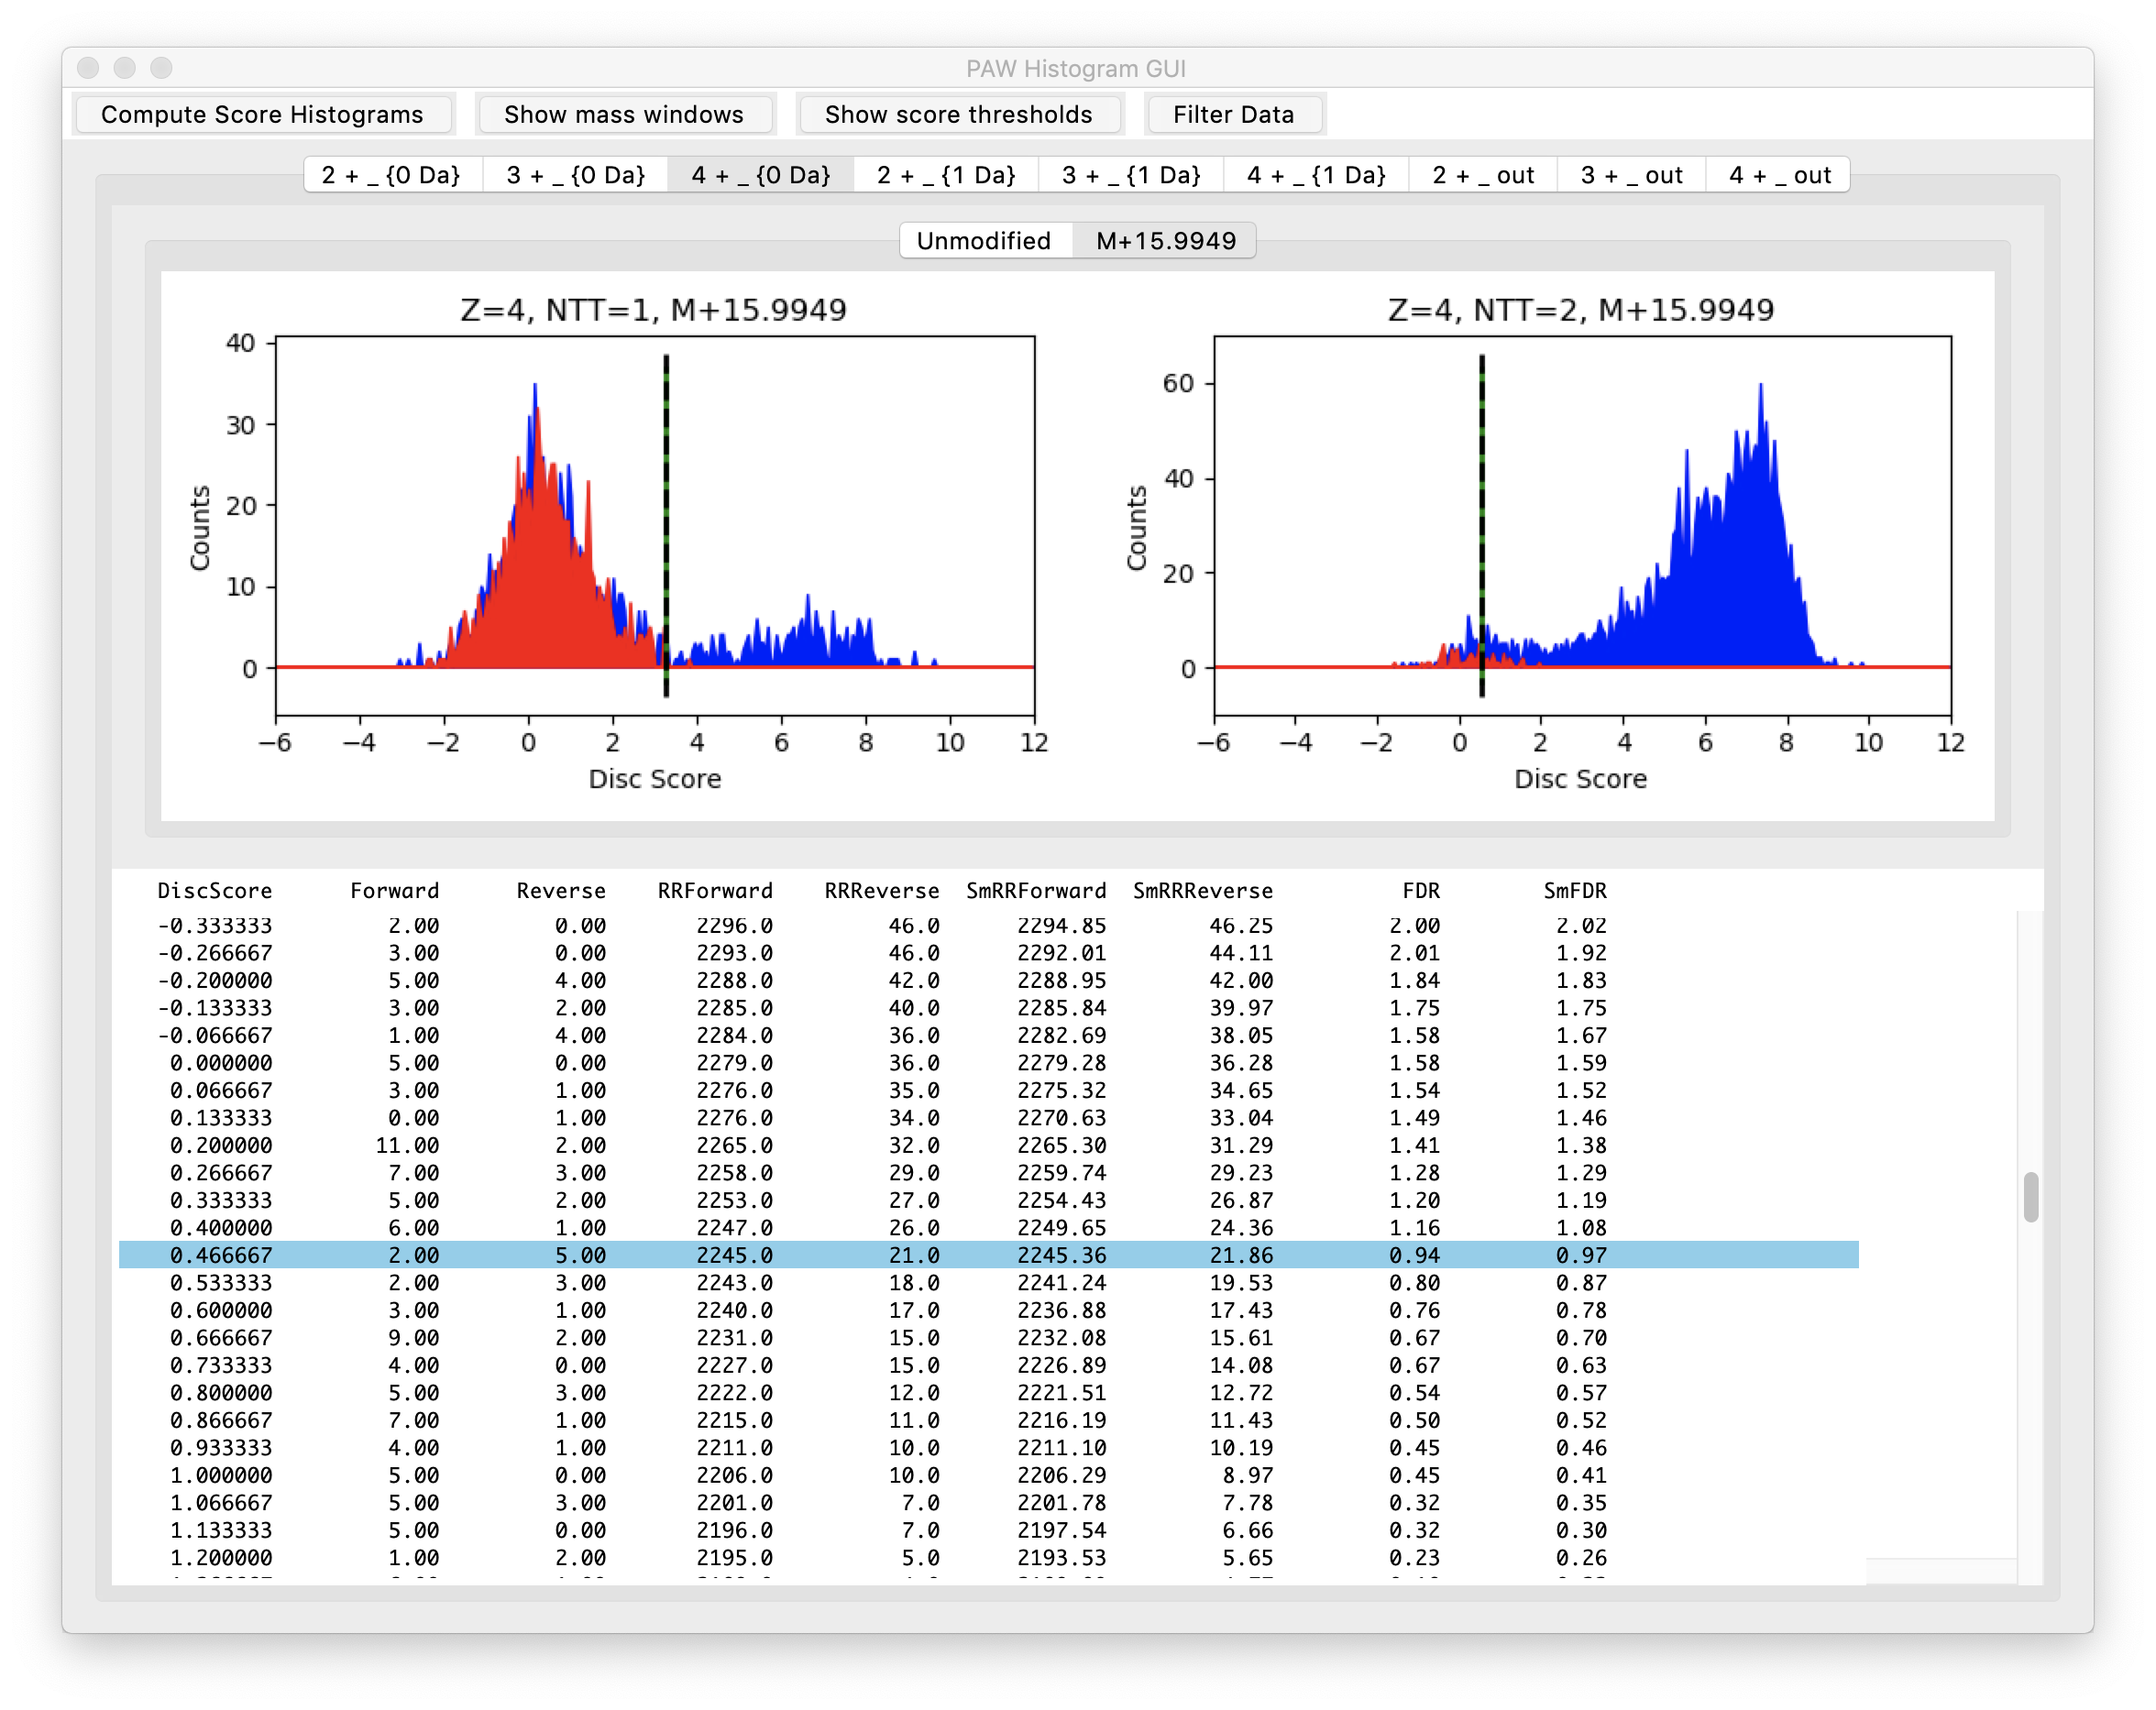 PAW Histogram GUI
Compute Score Histograms Show mass windows Show score thresholds Filter Data
2 + _ {0 Da} 3 + _ {0 Da} 4 + _ {0 Da} 2 + _ {1 Da} 3 + _ {1 Da} 4 + _ {1 Da} 2 + _ out 3 + _ out 4 + _ out
Unmodified M+15.9949
Z=4, NTT=1, M+15.9949
40
30
20
10
0
Counts
−6 −4 −2 0 2 4 6 8 10 12
Disc Score
Z=4, NTT=2, M+15.9949
60
40
20
0
Counts
−6 −4 −2 0 2 4 6 8 10 12
Disc Score
DiscScore Forward Reverse RRForward RRReverse SmRRForward SmRRReverse FDR SmFDR
-0.333333 2.00 0.00 2296.0 46.0 2294.85 46.25 2.00 2.02
-0.266667 3.00 0.00 2293.0 46.0 2292.01 44.11 2.01 1.92
-0.200000 5.00 4.00 2288.0 42.0 2288.95 42.00 1.84 1.83
-0.133333 3.00 2.00 2285.0 40.0 2285.84 39.97 1.75 1.75
-0.066667 1.00 4.00 2284.0 36.0 2282.69 38.05 1.58 1.67
0.000000 5.00 0.00 2279.0 36.0 2279.28 36.28 1.58 1.59
0.066667 3.00 1.00 2276.0 35.0 2275.32 34.65 1.54 1.52
0.133333 0.00 1.00 2276.0 34.0 2270.63 33.04 1.49 1.46
0.200000 11.00 2.00 2265.0 32.0 2265.30 31.29 1.41 1.38
0.266667 7.00 3.00 2258.0 29.0 2259.74 29.23 1.28 1.29
0.333333 5.00 2.00 2253.0 27.0 2254.43 26.87 1.20 1.19
0.400000 6.00 1.00 2247.0 26.0 2249.65 24.36 1.16 1.08
0.466667 2.00 5.00 2245.0 21.0 2245.36 21.86 0.94 0.97
0.533333 2.00 3.00 2243.0 18.0 2241.24 19.53 0.80 0.87
0.600000 3.00 1.00 2240.0 17.0 2236.88 17.43 0.76 0.78
0.666667 9.00 2.00 2231.0 15.0 2232.08 15.61 0.67 0.70
0.733333 4.00 0.00 2227.0 15.0 2226.89 14.08 0.67 0.63
0.800000 5.00 3.00 2222.0 12.0 2221.51 12.72 0.54 0.57
0.866667 7.00 1.00 2215.0 11.0 2216.19 11.43 0.50 0.52
0.933333 4.00 1.00 2211.0 10.0 2211.10 10.19 0.45 0.46
1.000000 5.00 0.00 2206.0 10.0 2206.29 8.97 0.45 0.41
1.066667 5.00 3.00 2201.0 7.0 2201.78 7.78 0.32 0.35
1.133333 5.00 0.00 2196.0 7.0 2197.54 6.66 0.32 0.30
1.200000 1.00 2.00 2195.0 5.0 2193.53 5.65 0.23 0.26